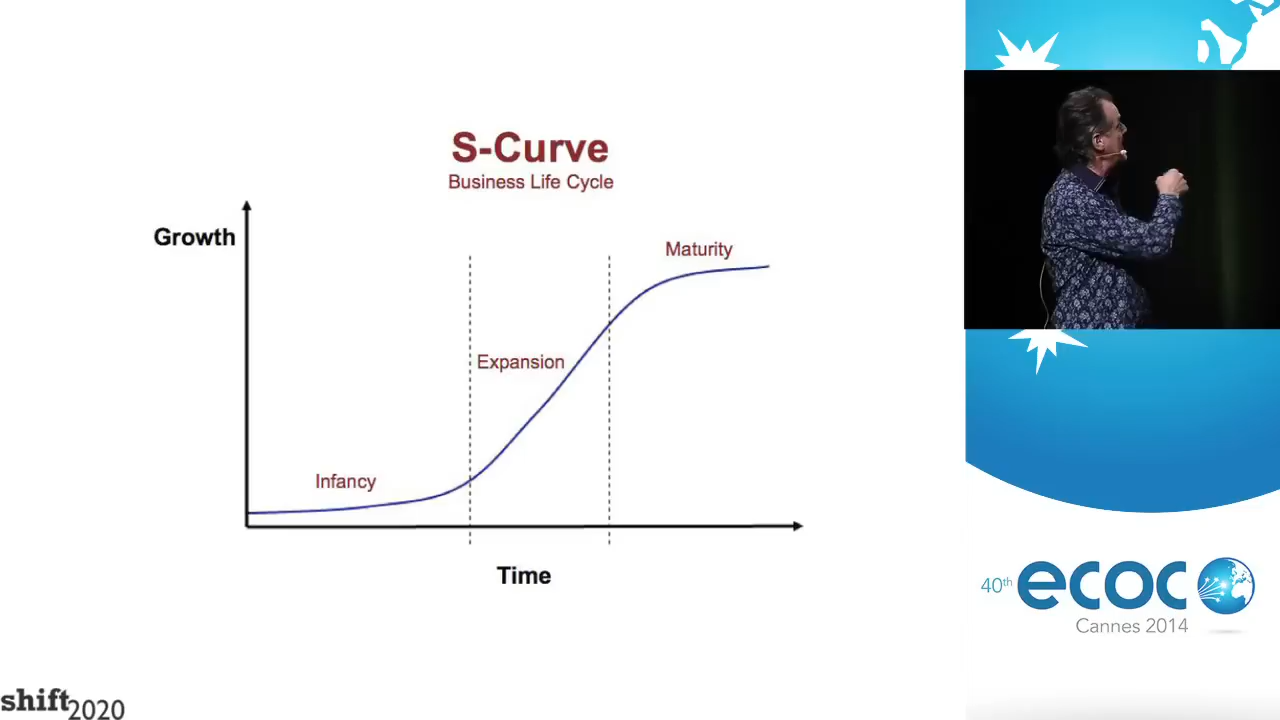 S-Curve
Business Life Cycle
Growth
Maturity
Expansion
Infancy
Time
shift2020
40th ecoc
Cannes 2014